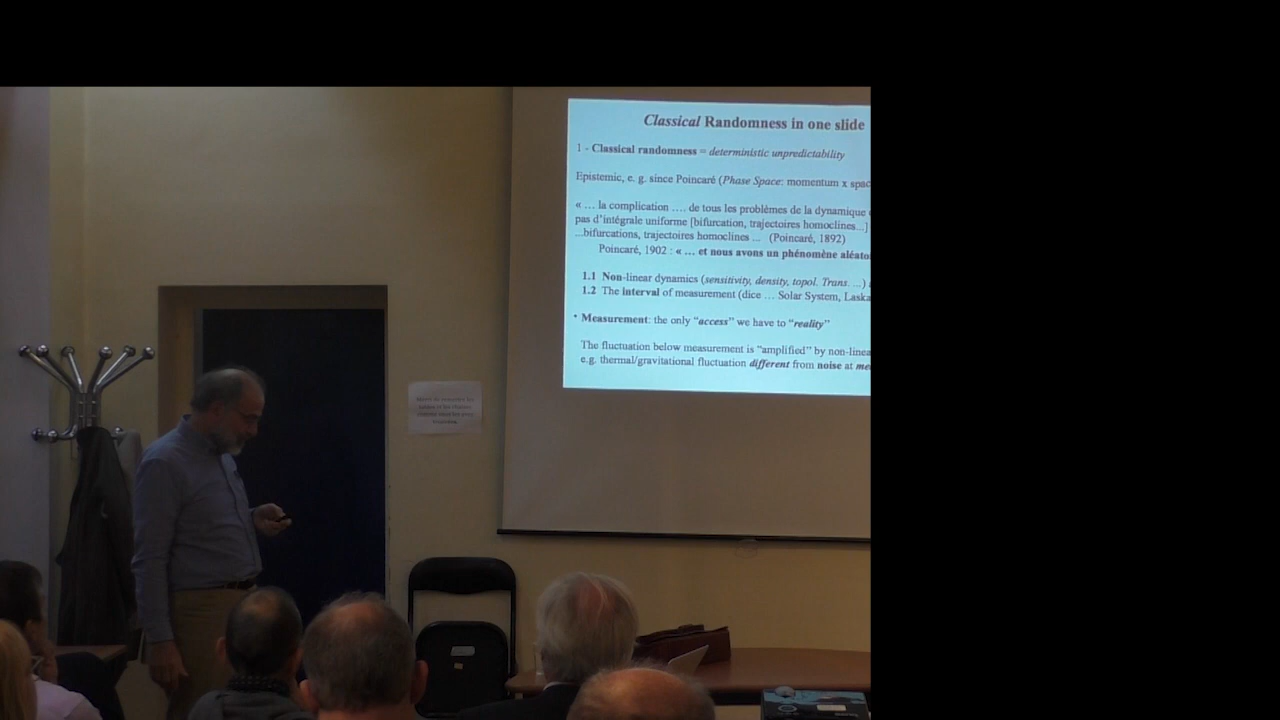 Classical Randomness in one slide
1 - Classical randomness = deterministic unpredictability
Epistemic, e. g. since Poincaré (Phase Space: momentum x spac
« … la complication …. de tous les problèmes de la dynamique
pas d'intégrale uniforme [bifurcation, trajectoires homoclines...]
...bifurcations, trajectoires homoclines ... (Poincaré, 1892)
Poincaré, 1902 : « … et nous avons un phénomène aléato
1.1 Non-linear dynamics (sensitivity, density, topol. Trans. ...)
1.2 The interval of measurement (dice … Solar System, Laska
• Measurement: the only “access” we have to “reality”
The fluctuation below measurement is “amplified” by non-linea
e.g. thermal/gravitational fluctuation different from noise at me